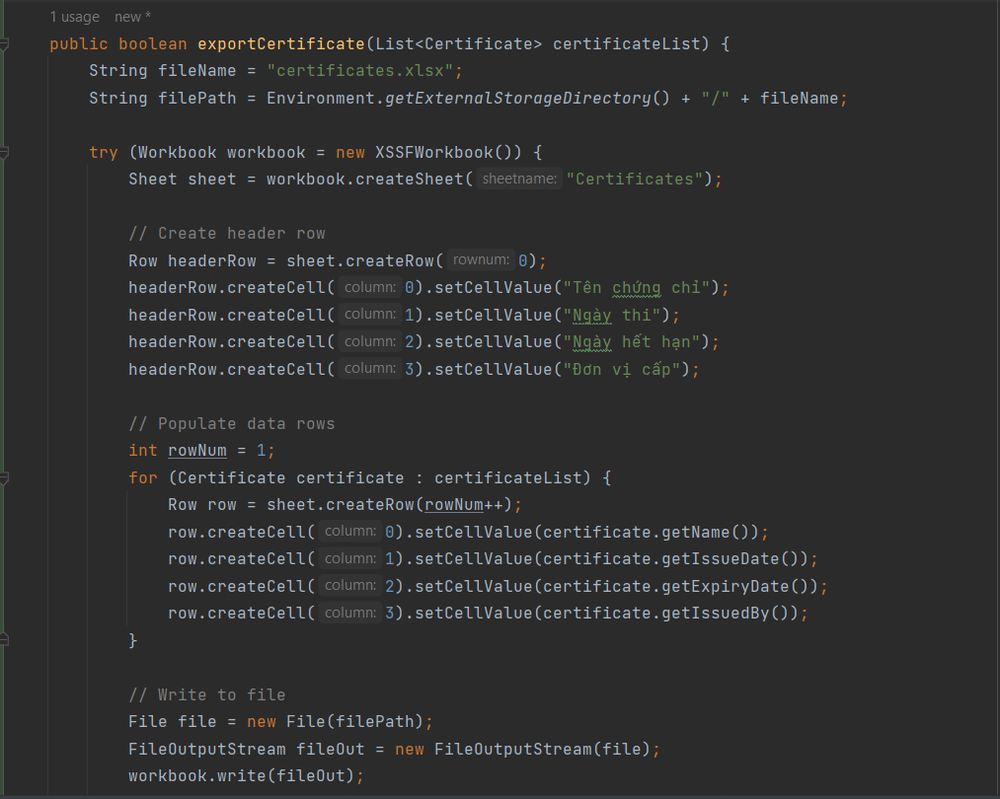 1 usage   new *
public boolean exportCertificate(List<Certificate> certificateList) {
    String fileName = "certificates.xlsx";
    String filePath = Environment.getExternalStorageDirectory() + "/" + fileName;

    try (Workbook workbook = new XSSFWorkbook()) {
        Sheet sheet = workbook.createSheet( sheetname: "Certificates");

        // Create header row
        Row headerRow = sheet.createRow( rownum: 0);
        headerRow.createCell( column: 0).setCellValue("Tên chứng chỉ");
        headerRow.createCell( column: 1).setCellValue("Ngày thi");
        headerRow.createCell( column: 2).setCellValue("Ngày hết hạn");
        headerRow.createCell( column: 3).setCellValue("Đơn vị cấp");

        // Populate data rows
        int rowNum = 1;
        for (Certificate certificate : certificateList) {
            Row row = sheet.createRow(rowNum++);
            row.createCell( column: 0).setCellValue(certificate.getName());
            row.createCell( column: 1).setCellValue(certificate.getIssueDate());
            row.createCell( column: 2).setCellValue(certificate.getExpiryDate());
            row.createCell( column: 3).setCellValue(certificate.getIssuedBy());
        }

        // Write to file
        File file = new File(filePath);
        FileOutputStream fileOut = new FileOutputStream(file);
        workbook.write(fileOut);